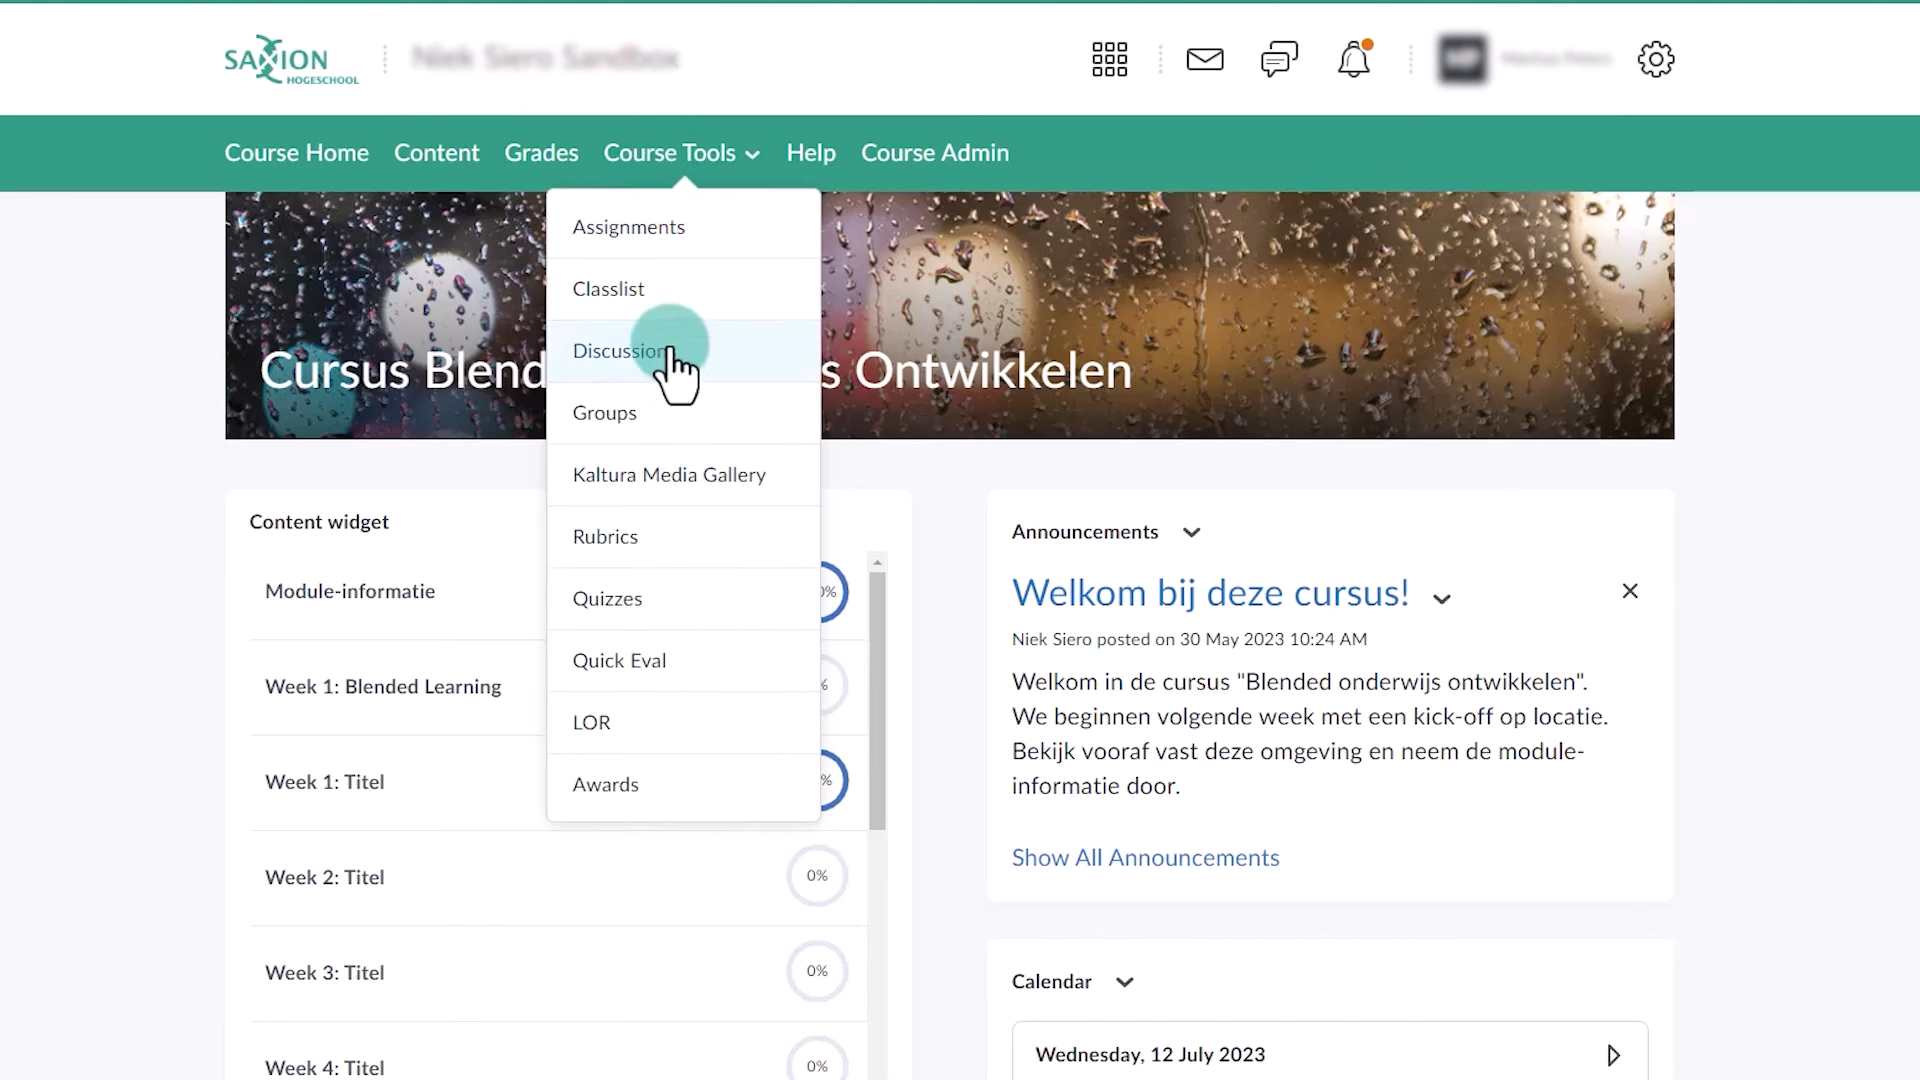 SAXION
HOGESCHOOL
Niek Siero Sandbox
Course Home Content Grades Course Tools Help Course Admin
Assignments
Classlist
Discussion
Groups
Kaltura Media Gallery
Rubrics
Quizzes
Quick Eval
LOR
Awards
Cursus Blend s Ontwikkelen
Content widget
Module-informatie
Week 1: Blended Learning
Week 1: Titel
Week 2: Titel 0%
Week 3: Titel 0%
Week 4: Titel 0%
Announcements
Welkom bij deze cursus!
Niek Siero posted on 30 May 2023 10:24 AM
Welkom in de cursus "Blended onderwijs ontwikkelen".
We beginnen volgende week met een kick-off op locatie.
Bekijk vooraf vast deze omgeving en neem de module-
informatie door.
Show All Announcements
Calendar
Wednesday, 12 July 2023